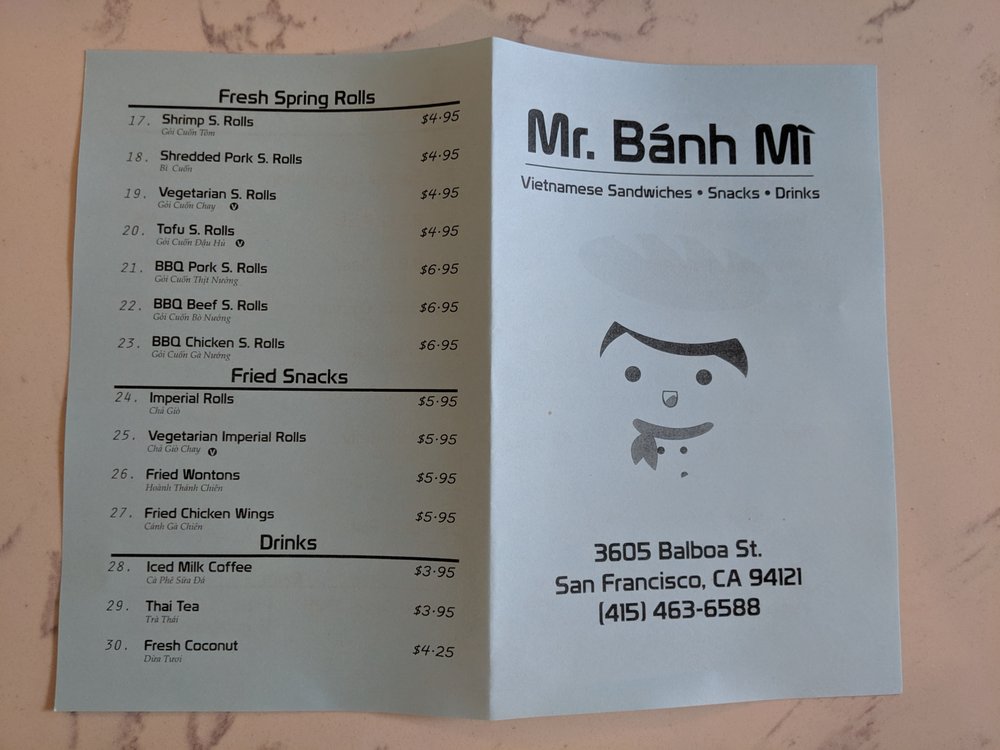 Fresh Spring Rolls
17. Shrimp S. Rolls $4.95
Gỏi Cuốn Tôm
18. Shredded Pork S. Rolls $4.95
Bì Cuốn
19. Vegetarian S. Rolls $4.95
Gỏi Cuốn Chay V
20. Tofu S. Rolls $4.95
Gỏi Cuốn Đậu Hủ V
21. BBQ Pork S. Rolls $6.95
Gỏi Cuốn Thịt Nướng
22. BBQ Beef S. Rolls $6.95
Gỏi Cuốn Bò Nướng
23. BBQ Chicken S. Rolls $6.95
Gỏi Cuốn Gà Nướng
Fried Snacks
24. Imperial Rolls $5.95
Chả Giò
25. Vegetarian Imperial Rolls $5.95
Chả Giò Chay V
26. Fried Wontons $5.95
Hoành Thánh Chiên
27. Fried Chicken Wings $5.95
Cánh Gà Chiên
Drinks
28. Iced Milk Coffee $3.95
Cà Phê Sữa Đá
29. Thai Tea $3.95
Trà Thái
30. Fresh Coconut $4.25
Dừa Tươi
Mr. Bánh Mì
Vietnamese Sandwiches • Snacks • Drinks
3605 Balboa St.
San Francisco, CA 94121
(415) 463-6588